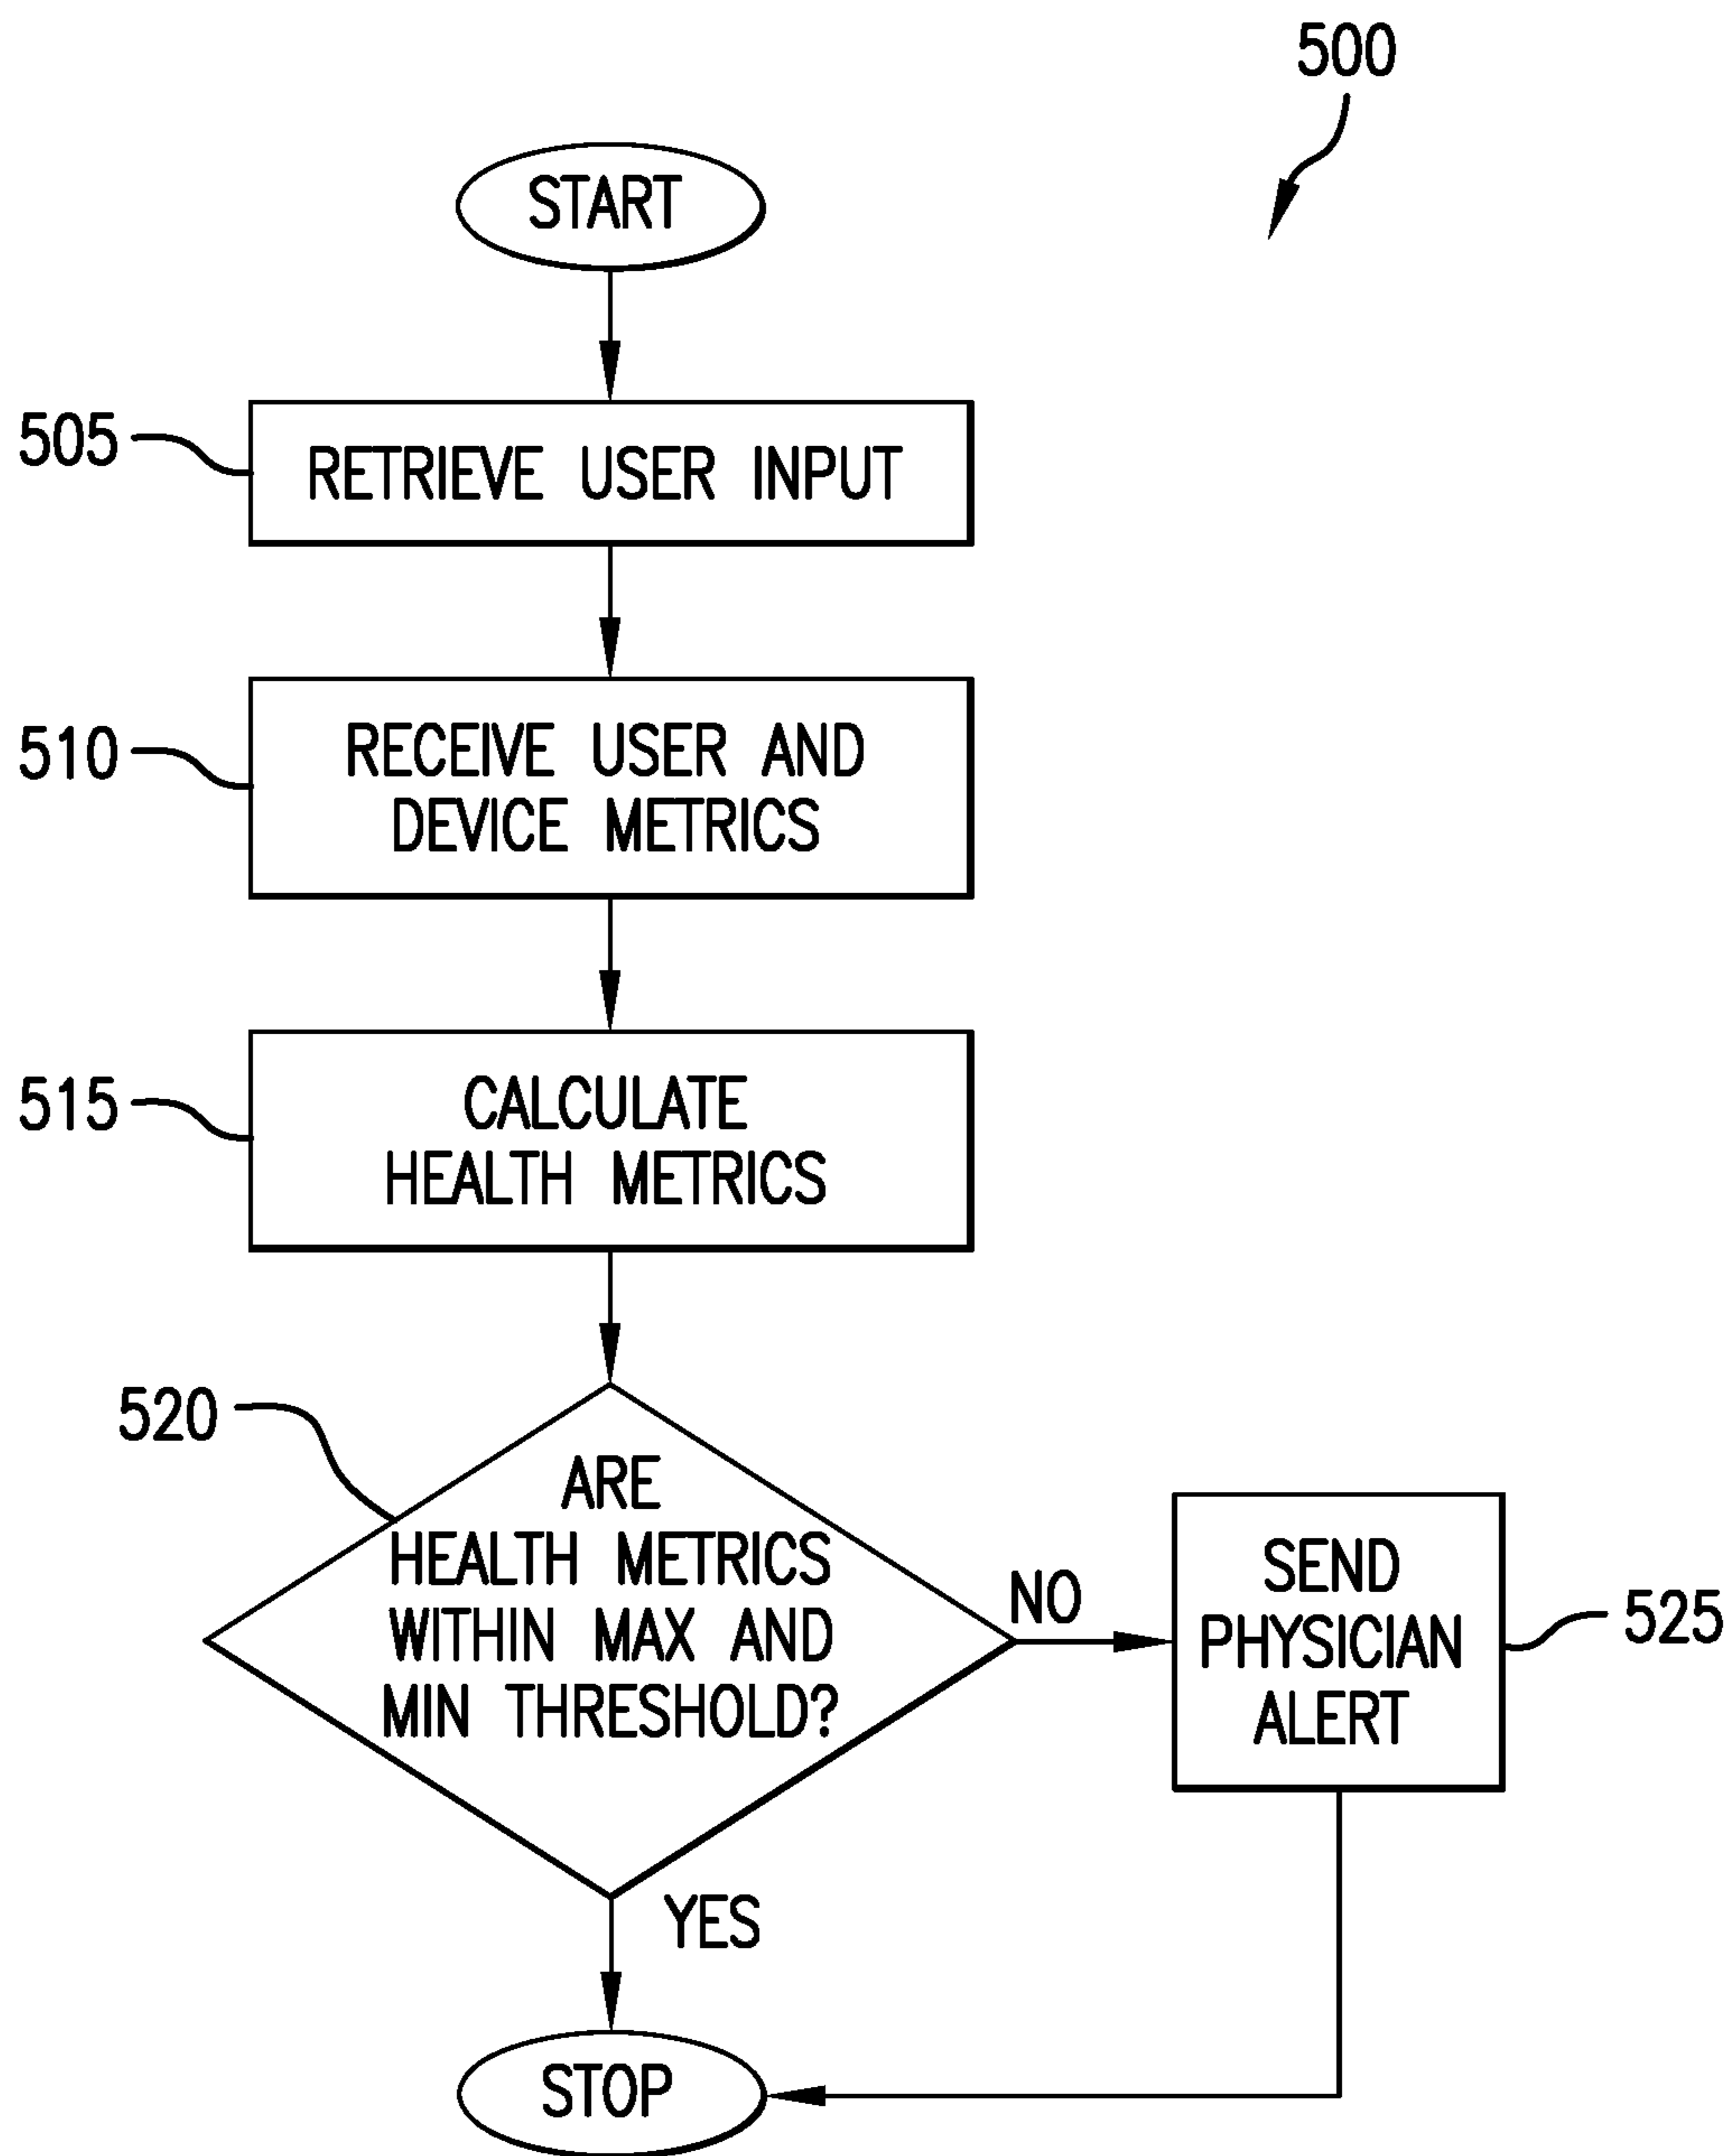 500
START
505
RETRIEVE USER INPUT
510
RECEIVE USER AND
DEVICE METRICS
515
CALCULATE
HEALTH METRICS
520
ARE
HEALTH METRICS
WITHIN MAX AND
MIN THRESHOLD?
NO
SEND
PHYSICIAN
ALERT
525
YES
STOP